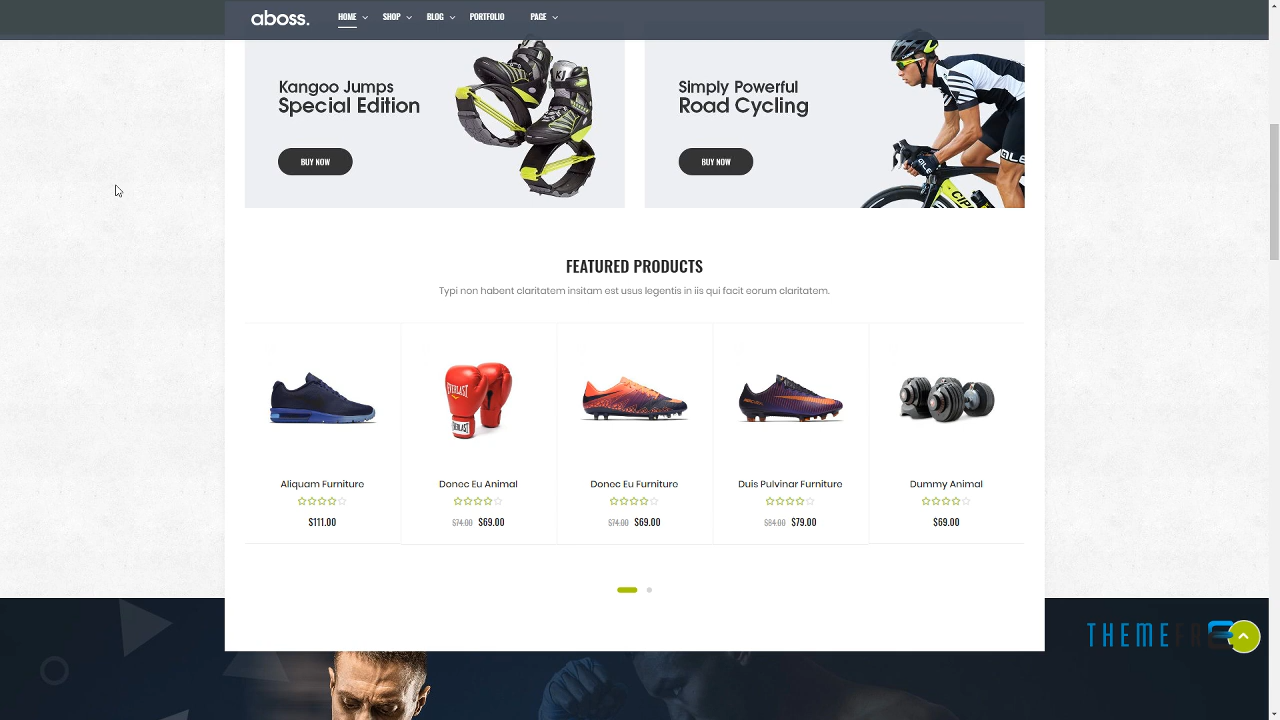 aboss.
HOME
SHOP
BLOG
PORTFOLIO
PAGE
Kangoo Jumps
Special Edition
BUY NOW
Simply Powerful
Road Cycling
BUY NOW
FEATURED PRODUCTS
Typi non habent claritatem insitam est usus legentis in iis qui facit eorum claritatem.
EVERLAST
EVERLAST
Aliquam Furniture
$111.00
Donec Eu Animal
$74.00 $69.00
Donec Eu Furniture
$74.00 $69.00
Duis Pulvinar Furniture
$84.00 $79.00
Dummy Animal
$69.00
THEMEFR